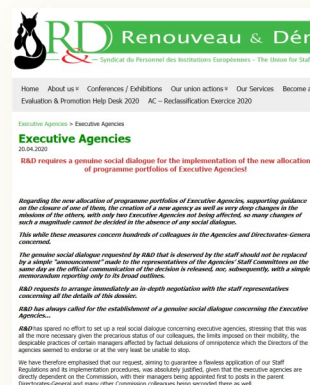 R&D
Renouveau & Dém
Syndicat du Personnel des Institutions Européennes - The Union for Staf
Home About us Conferences / Exhibitions Our union actions Our Services Become a
Evaluation & Promotion Help Desk 2020 AC – Reclassification Exercice 2020
Executive Agencies > Executive Agencies
Executive Agencies
20.04.2020
R&D requires a genuine social dialogue for the implementation of the new allocation
of programme portfolios of Executive Agencies!
Regarding the new allocation of programme portfolios of Executive Agencies, supporting guidance
on the closure of one of them, the creation of a new agency as well as very deep changes in the
missions of the others, with only two Executive Agencies not being affected, so many changes of
such a magnitude cannot be decided in the absence of any social dialogue.
This while these measures concern hundreds of colleagues in the Agencies and Directorates-Genera
concerned.
The genuine social dialogue requested by R&D that is deserved by the staff should not be replaced
by a simple "announcement" made to the representatives of the Agencies' Staff Committees on the
same day as the official communication of the decision is released, nor, subsequently, with a simple
memorandum reporting only to its broad outlines.
R&D requests to arrange immediately an in-depth negotiation with the staff representatives
concerning all the details of this dossier.
R&D has always called for the establishment of a genuine social dialogue concerning the Executive
Agencies...
R&D has spared no effort to set up a real social dialogue concerning executive agencies, stressing that this was
all the more necessary given the precarious status of our colleagues, the limits imposed on their mobility, the
despicable practices of certain managers affected by factual delusions of omnipotence which the Directors of the
agencies seemed to endorse or at the very least be unable to stop.
We have therefore emphasised that our request, aiming to guarantee a flawless application of our Staff
Regulations and its implementation procedures, was absolutely justified, given that the executive agencies are
directly dependent on the Commission, with their managers being appointed first to posts in the parent
Directorates-General and many other Commission colleagues being seconded there as well.